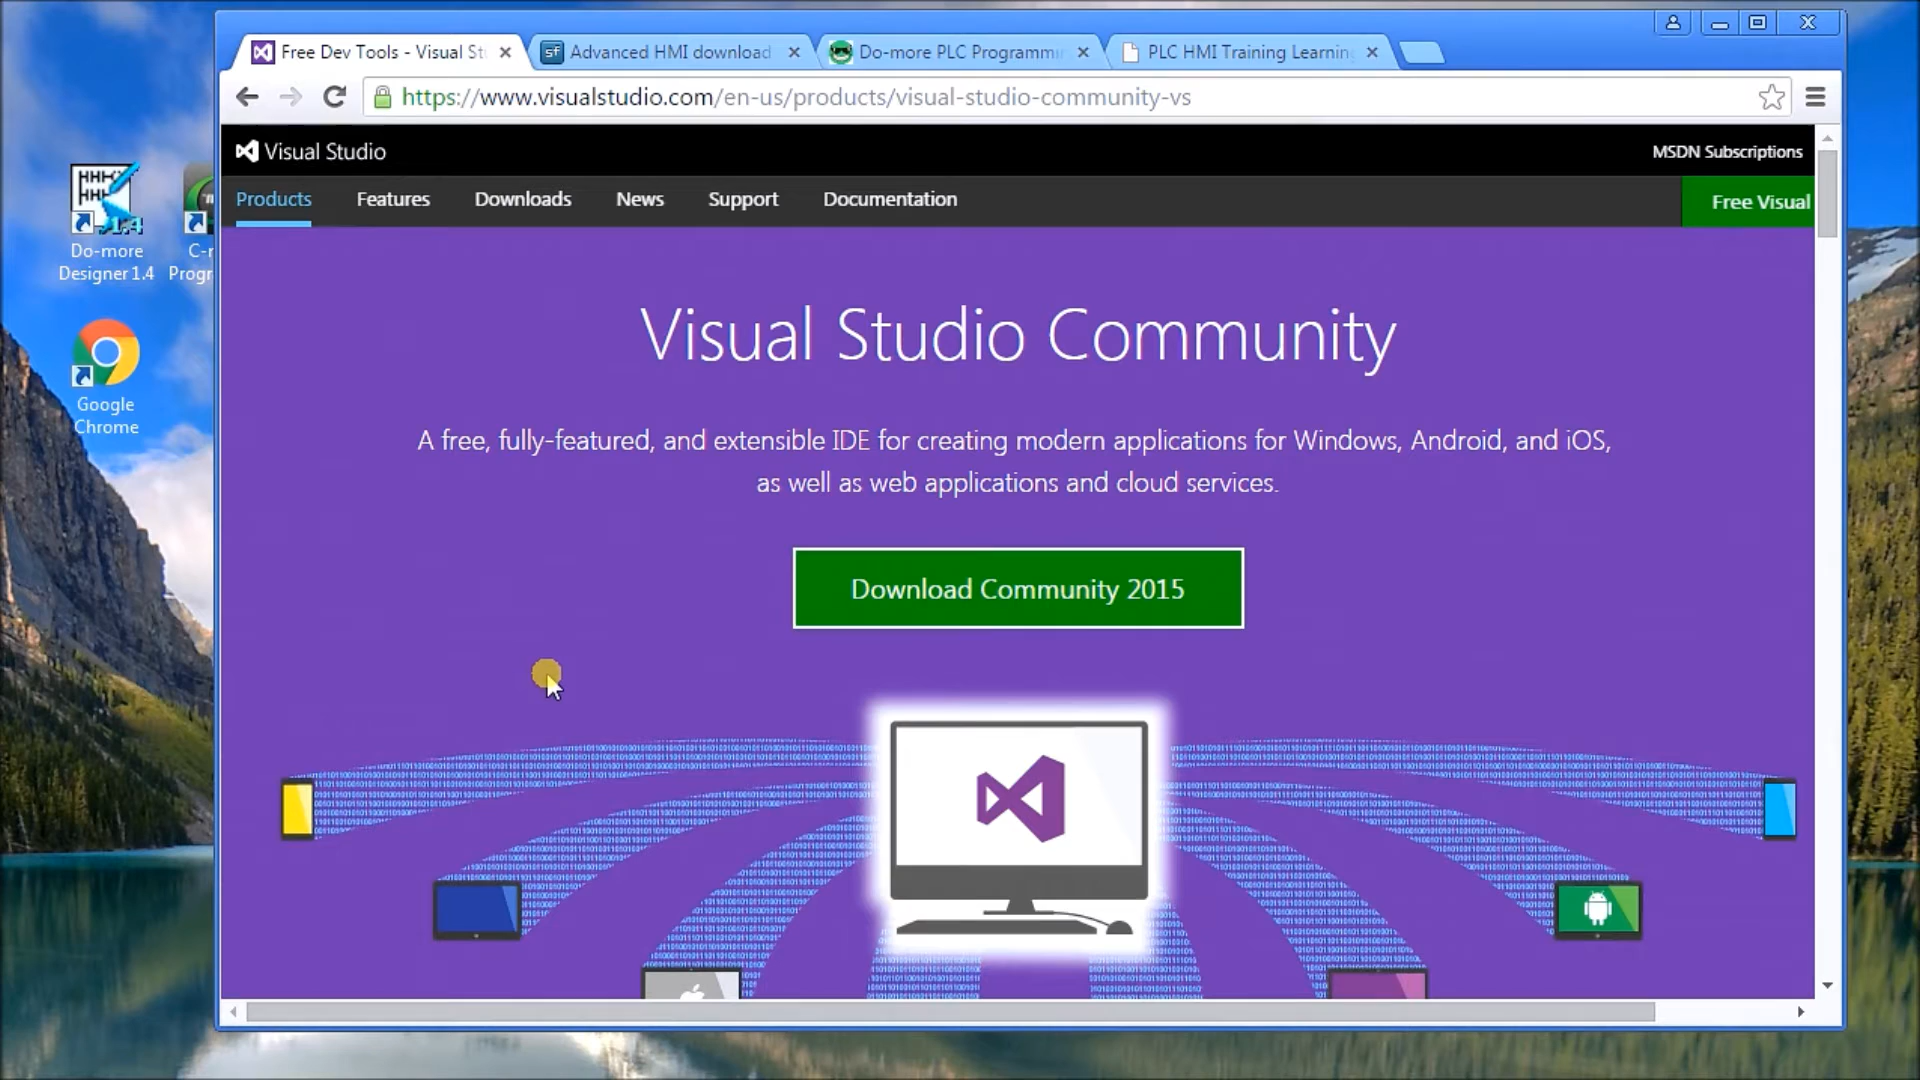 Free Dev Tools - Visual St
Advanced HMI download
Do-more PLC Programmin
PLC HMI Training Learning
https://www.visualstudio.com/en-us/products/visual-studio-community-vs
Visual Studio
MSDN Subscriptions
Products
Features
Downloads
News
Support
Documentation
Free Visual
Do-more
Designer 1.4
Google
Chrome
Visual Studio Community
A free, fully-featured, and extensible IDE for creating modern applications for Windows, Android, and iOS,
as well as web applications and cloud services.
Download Community 2015